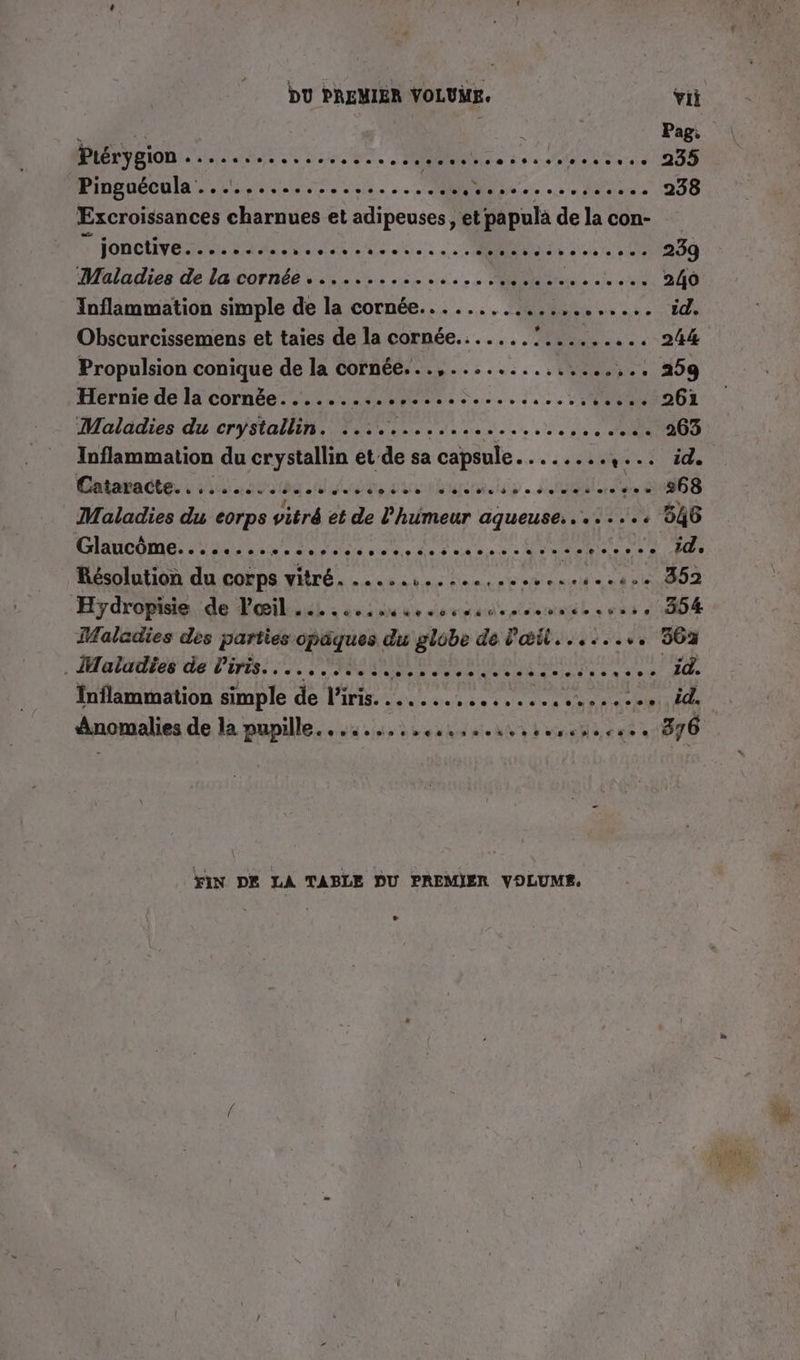 DU PREMIER VOLUME. vij
Pag.
Ptérygion ........ 235
Pinguécula ........ 238
Excroissances charnues et adipeuses, et papula de la con-
jonctive ........ 239
Maladies de la cornée ........ 240
Inflammation simple de la cornée ........ id.
Obscurcissemens et taies de la cornée ........ 244
Propulsion conique de la cornée ........ 259
Hernie de la cornée ........ 261
Maladies du crystallin ........ 263
Inflammation du crystallin et de sa capsule ........ id.
Cataracte ........ 268
Maladies du corps vitré et de l'humeur aqueuse ........ 346
Glaucôme ........ id.
Résolution du corps vitré ........ 352
Hydropisie de l'œil ........ 354
Maladies des parties opaques du globe de l'œil ........ 362
Maladies de l'iris ........ id.
Inflammation simple de l'iris ........ id.
Anomalies de la pupille ........ 376
FIN DE LA TABLE DU PREMIER VOLUME.